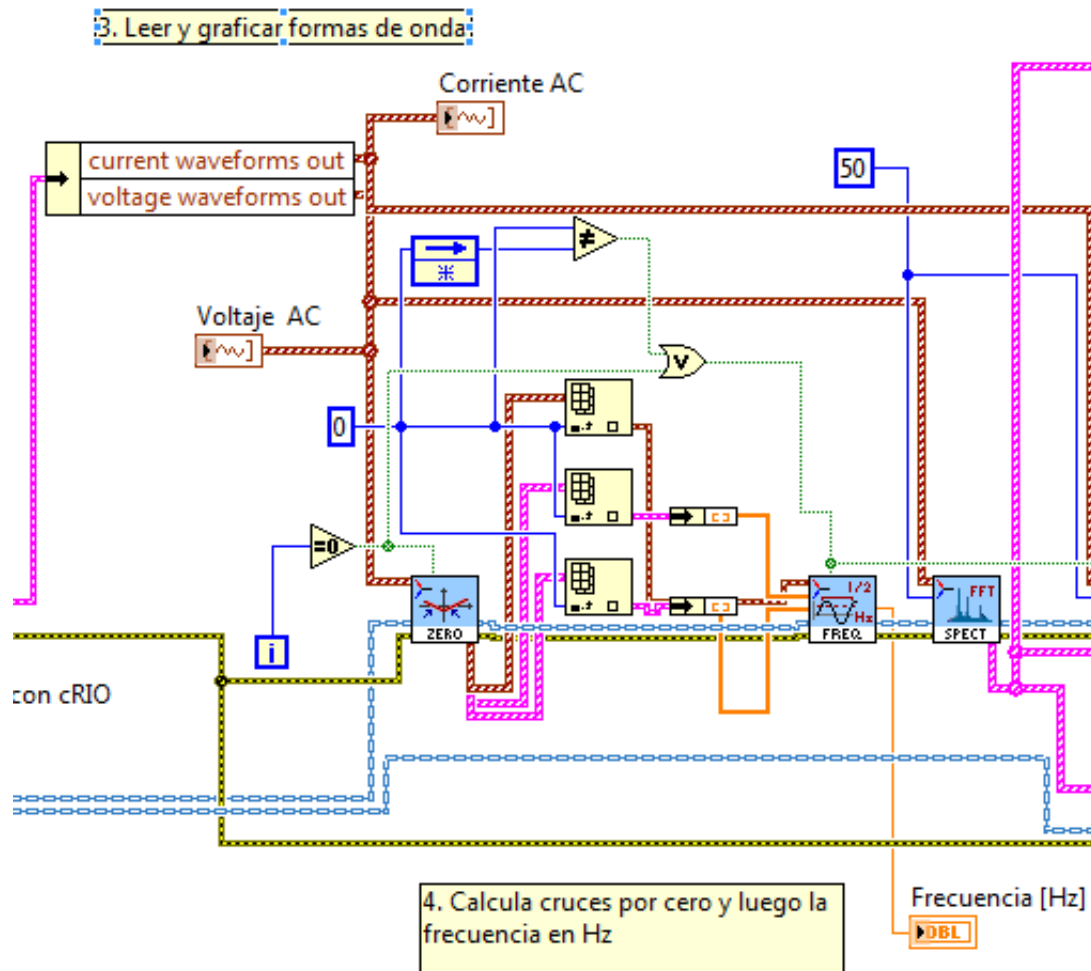 3. Leer y graficar formas de onda
Corriente AC
current waveforms out
voltage waveforms out
50
≠
Voltaje AC
V
0
=0
i
ZERO
1/2
Hz
FREQ
FFT
SPECT
con cRIO
4. Calcula cruces por cero y luego la
frecuencia en Hz
Frecuencia [Hz]
DBL